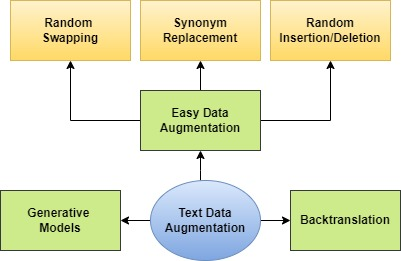 Random
Swapping
Synonym
Replacement
Random
Insertion/Deletion
Easy Data
Augmentation
Generative
Models
Text Data
Augmentation
Backtranslation